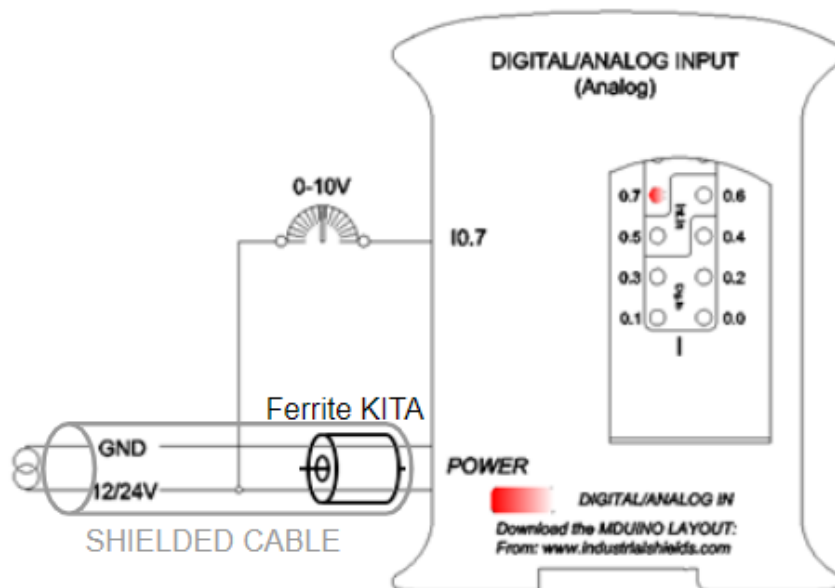 DIGITAL/ANALOG INPUT
(Analog)
0-10V
I0.7
0.7 0.6
0.5 0.4
0.3 0.2
0.1 0.0
I
Ferrite KITA
GND
12/24V
SHIELDED CABLE
POWER
DIGITAL/ANALOG IN
Download the MDUINO LAYOUT:
From: www.industrialshields.com